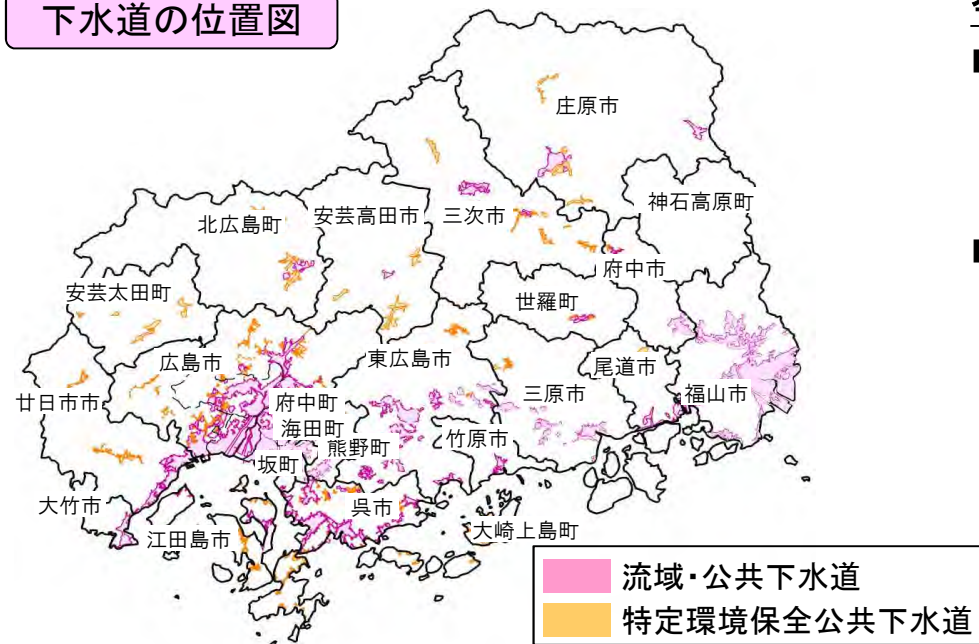 下水道の位置図
庄原市
神石高原町
北広島町
安芸高田市
三次市
府中市
安芸太田町
世羅町
広島市
東広島市
尾道市
廿日市市
府中町
三原市
福山市
海田町
竹原市
熊野町
坂町
大竹市
呉市
江田島市
大崎上島町
流域・公共下水道
特定環境保全公共下水道